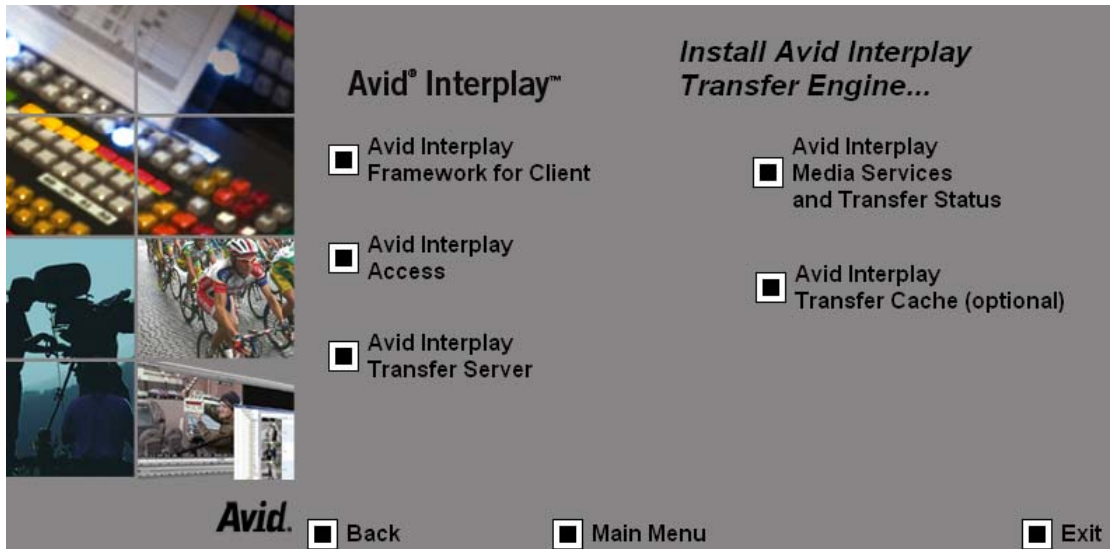 Avid® Interplay™
Install Avid Interplay
Transfer Engine...
Avid Interplay
Framework for Client
Avid Interplay
Access
Avid Interplay
Transfer Server
Avid Interplay
Media Services
and Transfer Status
Avid Interplay
Transfer Cache (optional)
Avid.
Back
Main Menu
Exit